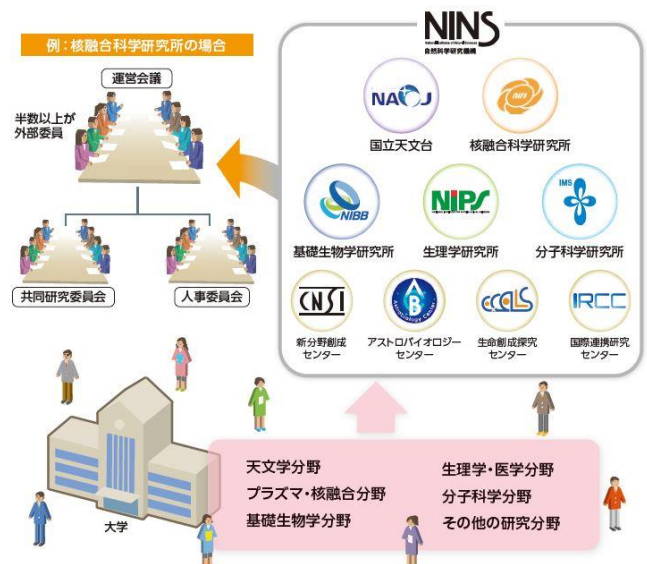 例：核融合科学研究所の場合
運営会議
半数以上が
外部委員
共同研究委員会
人事委員会
NINS
自然科学研究機構
NAOJ
国立天文台
NIFS
核融合科学研究所
NIBB
基礎生物学研究所
NIPS
生理学研究所
IMS
分子科学研究所
CNSI
新分野創成
センター
ABC
Astrobiology Center
アストロバイオロジー
センター
ExCELLS
生命創成探究
センター
IRCC
国際連携研究
センター
大学
天文学分野
プラズマ・核融合分野
基礎生物学分野
生理学・医学分野
分子科学分野
その他の研究分野